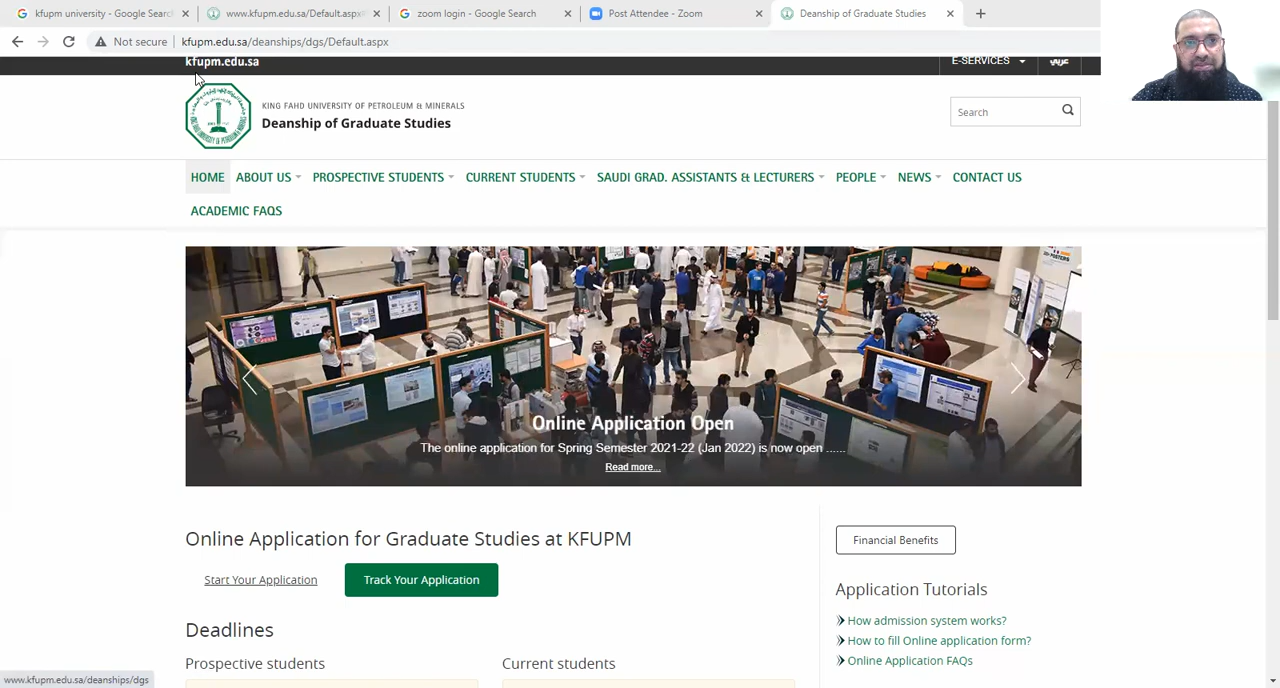 kfupm university - Google Search
www.kfupm.edu.sa/Default.aspx
zoom login - Google Search
Post Attendee - Zoom
Deanship of Graduate Studies
Not secure
kfupm.edu.sa/deanships/dgs/Default.aspx
kfupm.edu.sa
E-SERVICES
عربي
KING FAHD UNIVERSITY OF PETROLEUM & MINERALS
Deanship of Graduate Studies
Search
HOME
ABOUT US
PROSPECTIVE STUDENTS
CURRENT STUDENTS
SAUDI GRAD. ASSISTANTS & LECTURERS
PEOPLE
NEWS
CONTACT US
ACADEMIC FAQS
Online Application Open
The online application for Spring Semester 2021-22 (Jan 2022) is now open ......
Read more...
Online Application for Graduate Studies at KFUPM
Start Your Application
Track Your Application
Financial Benefits
Application Tutorials
How admission system works?
How to fill Online application form?
Online Application FAQs
Deadlines
Prospective students
Current students
www.kfupm.edu.sa/deanships/dgs